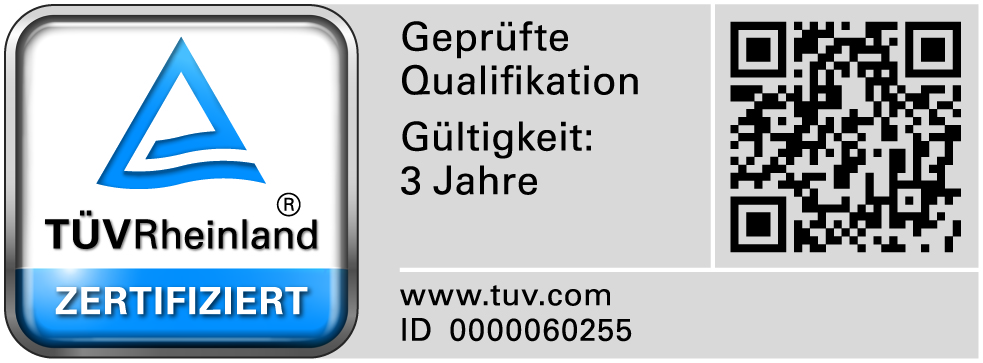 TÜVRheinland®
ZERTIFIZIERT
Geprüfte
Qualifikation
Gültigkeit:
3 Jahre
www.tuv.com
ID 0000060255